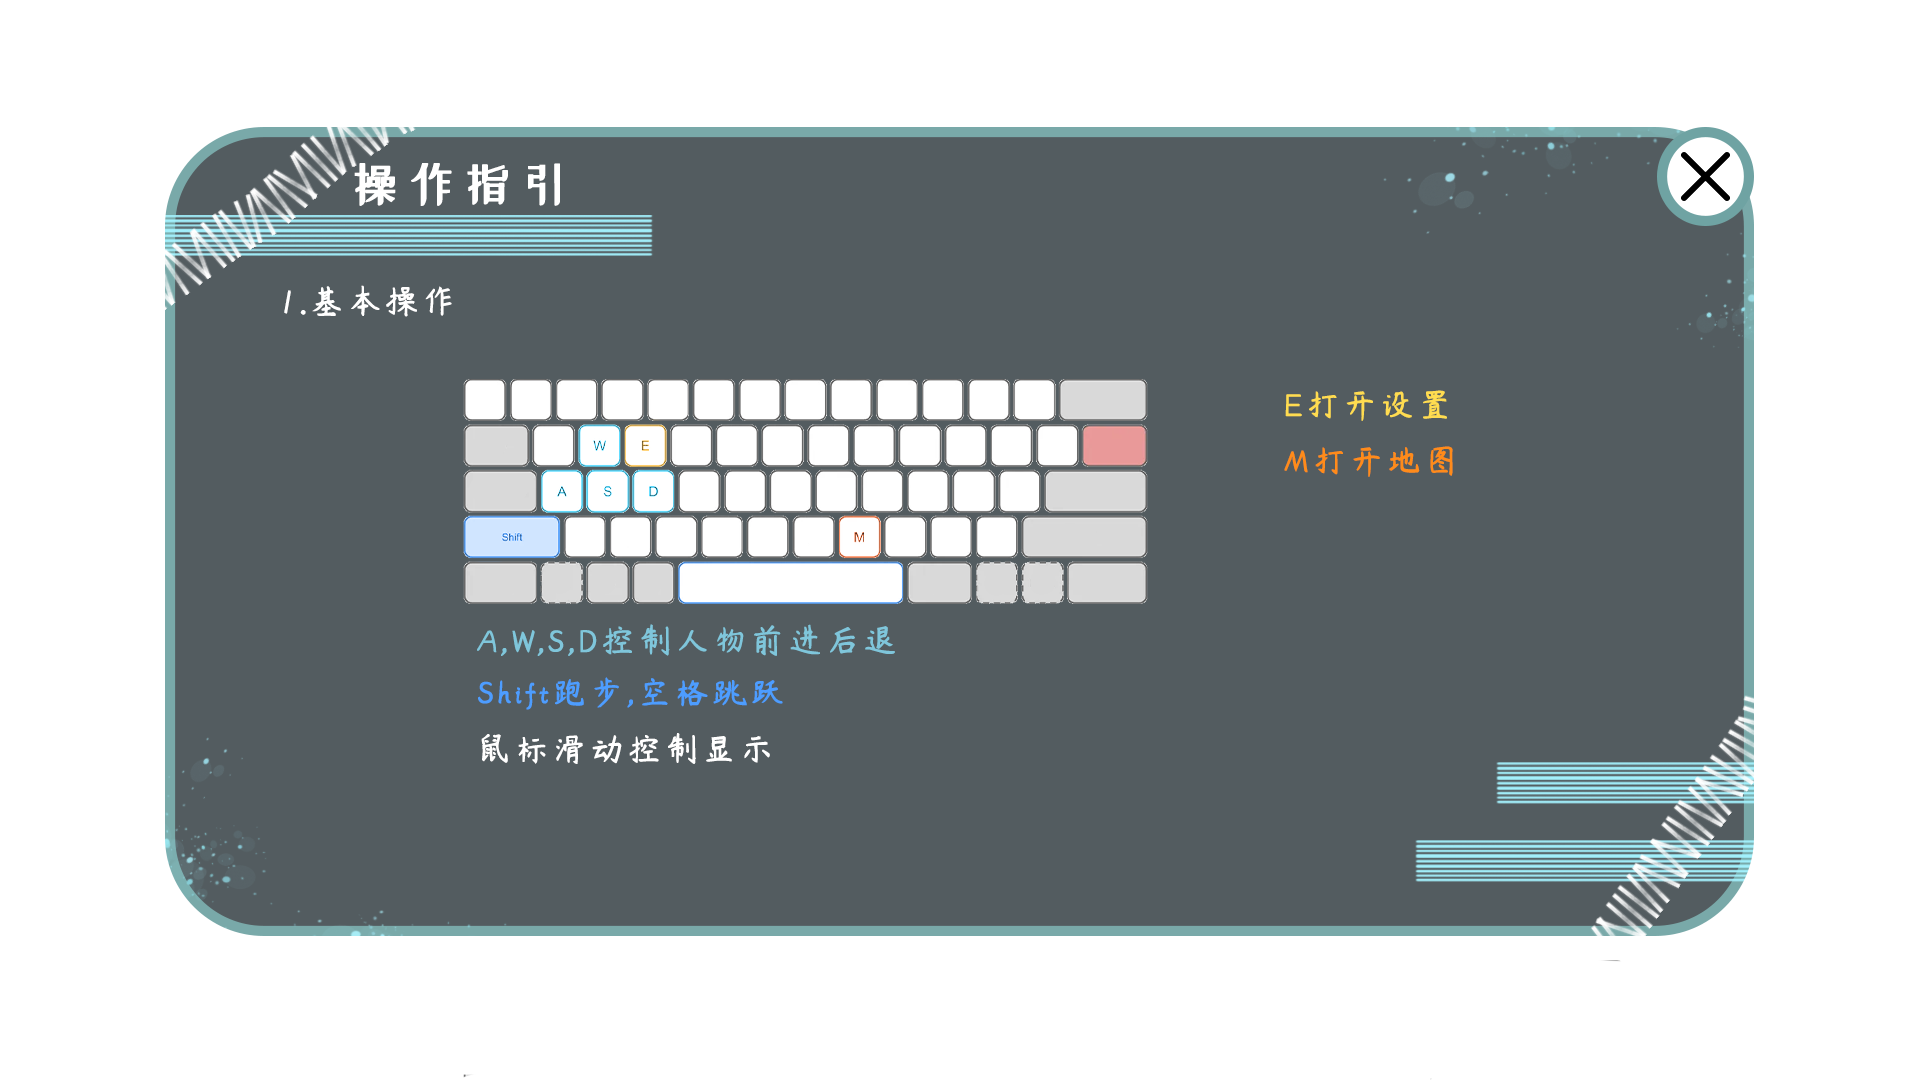 操作指引
1.基本操作
W E
A S D
Shift M
E打开设置
M打开地图
A,W,S,D控制人物前进后退
Shift跑步,空格跳跃
鼠标滑动控制显示